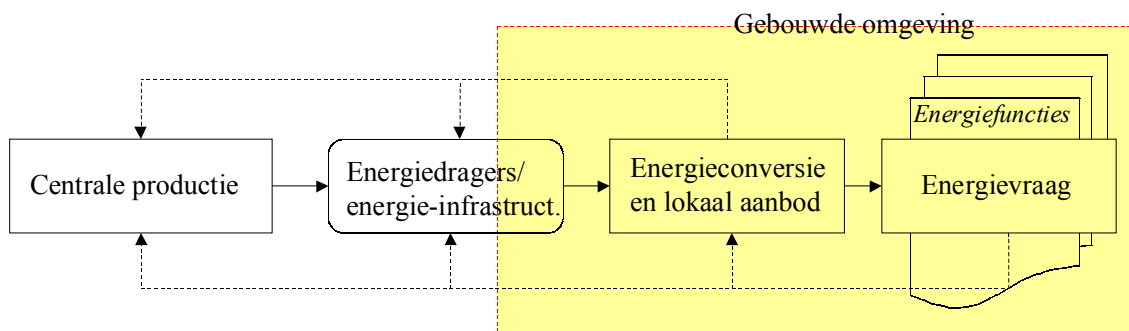 Gebouwde omgeving
Energiefuncties
Centrale productie
Energiedragers/
energie-infrastruct.
Energieconversie
en lokaal aanbod
Energievraag